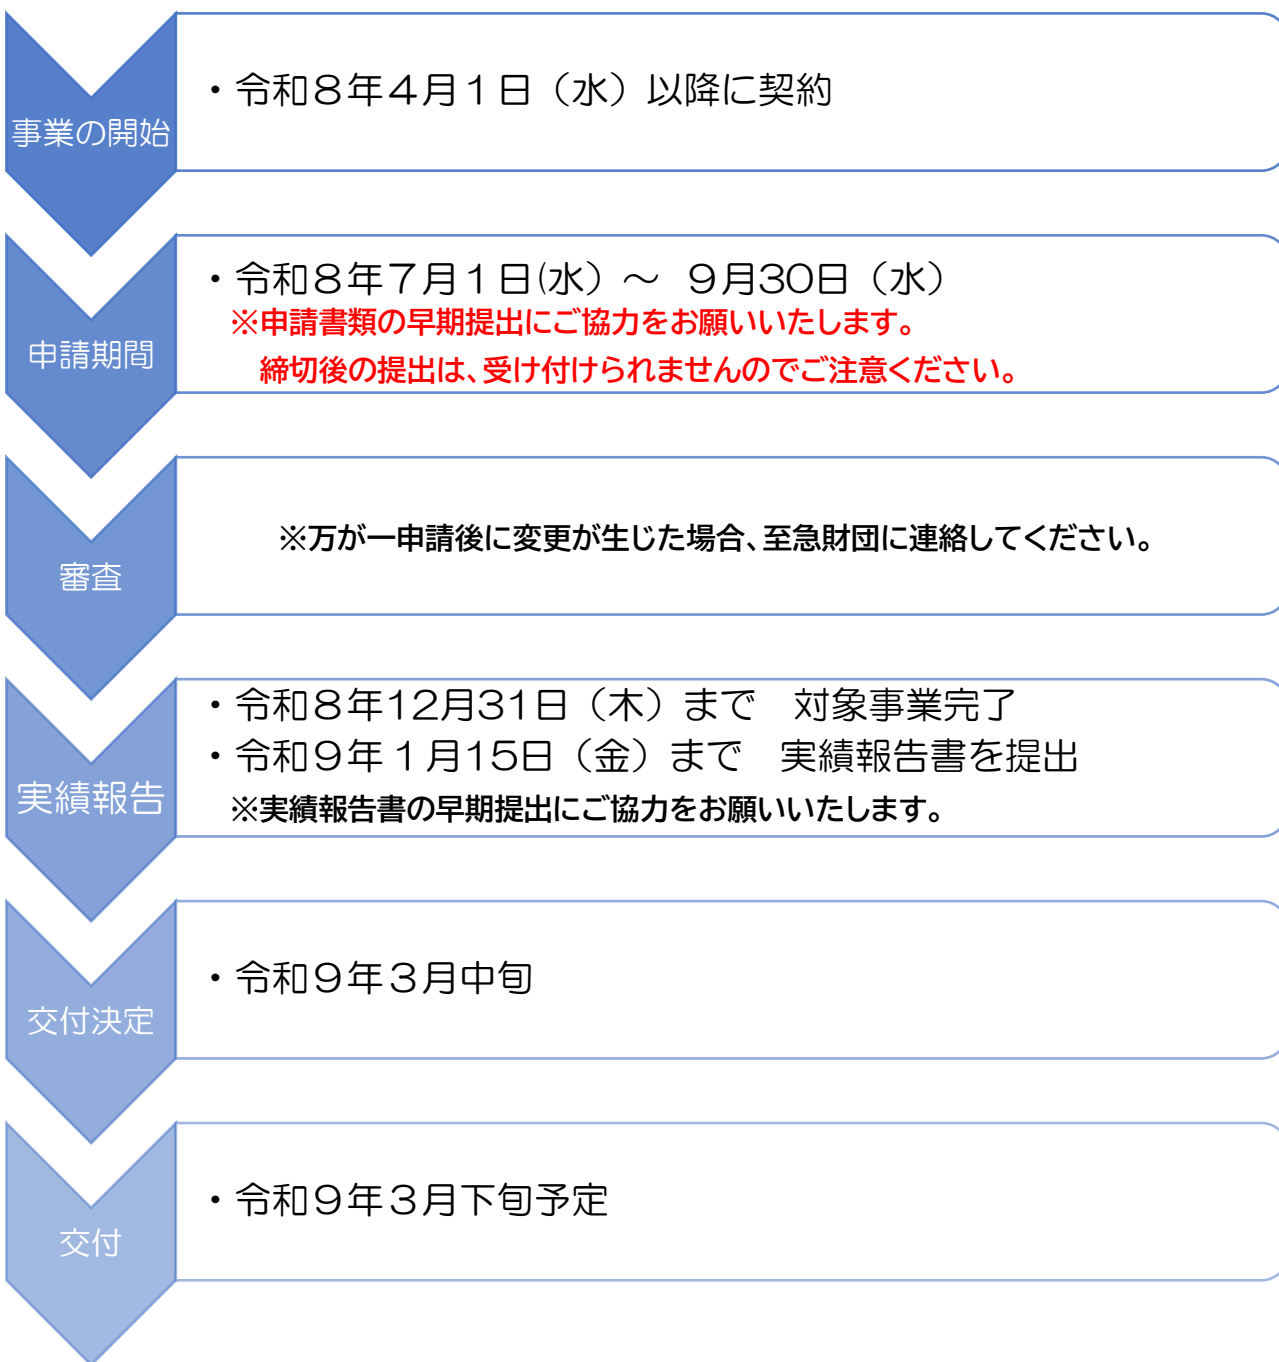 事業の開始
・令和８年４月１日（水）以降に契約
申請期間
・令和８年７月１日(水）～ ９月30日（水）
※申請書類の早期提出にご協力をお願いいたします。
締切後の提出は、受け付けられませんのでご注意ください。
審査
※万が一申請後に変更が生じた場合、至急財団に連絡してください。
実績報告
・令和８年12月31日（木）まで　対象事業完了
・令和９年１月15日（金）まで　実績報告書を提出
※実績報告書の早期提出にご協力をお願いいたします。
交付決定
・令和９年３月中旬
交付
・令和９年３月下旬予定